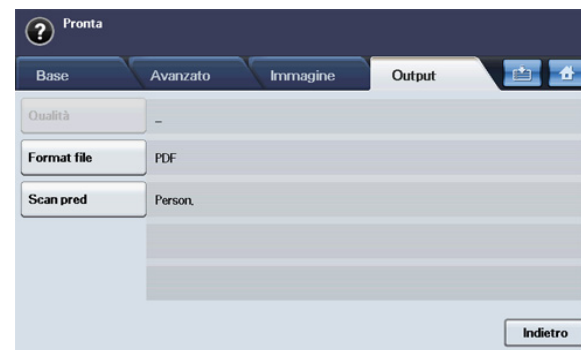 ? Pronta
Base Avanzato Immagine Output
Qualità -
Format file PDF
Scan pred Person.
Indietro